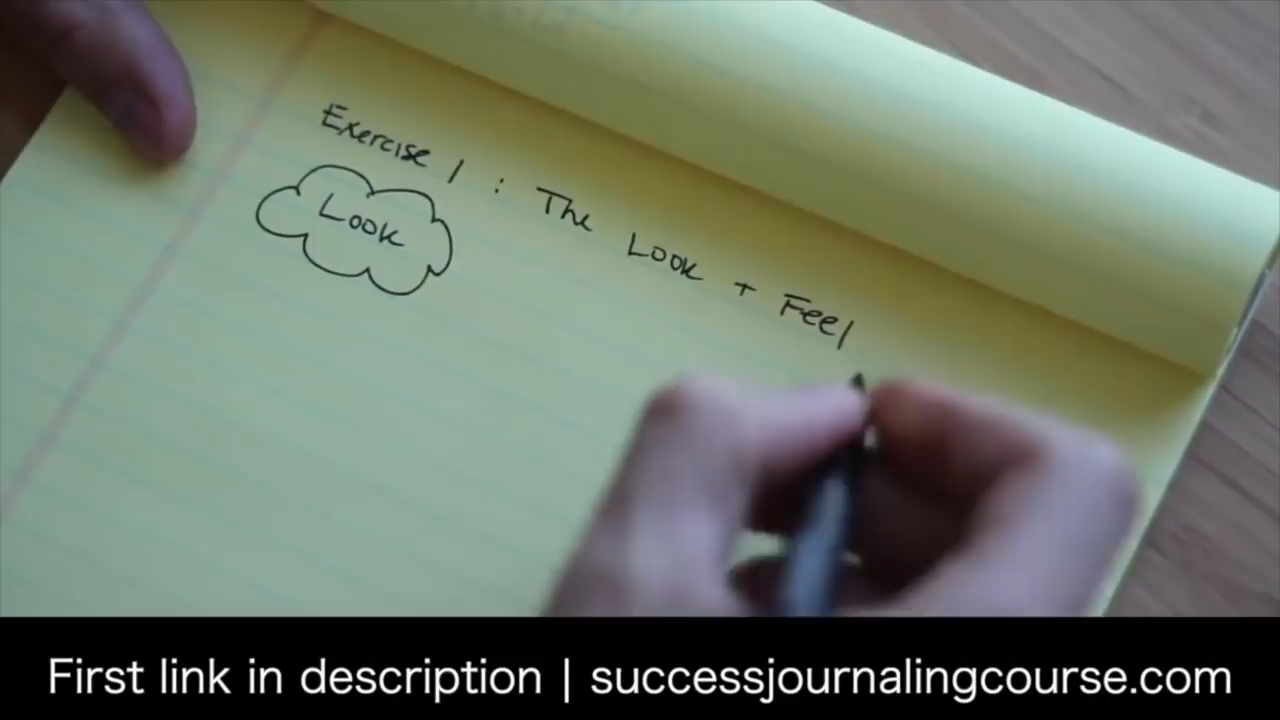 Exercise 1 : The Look + Feel
Look
First link in description | successjournalingcourse.com